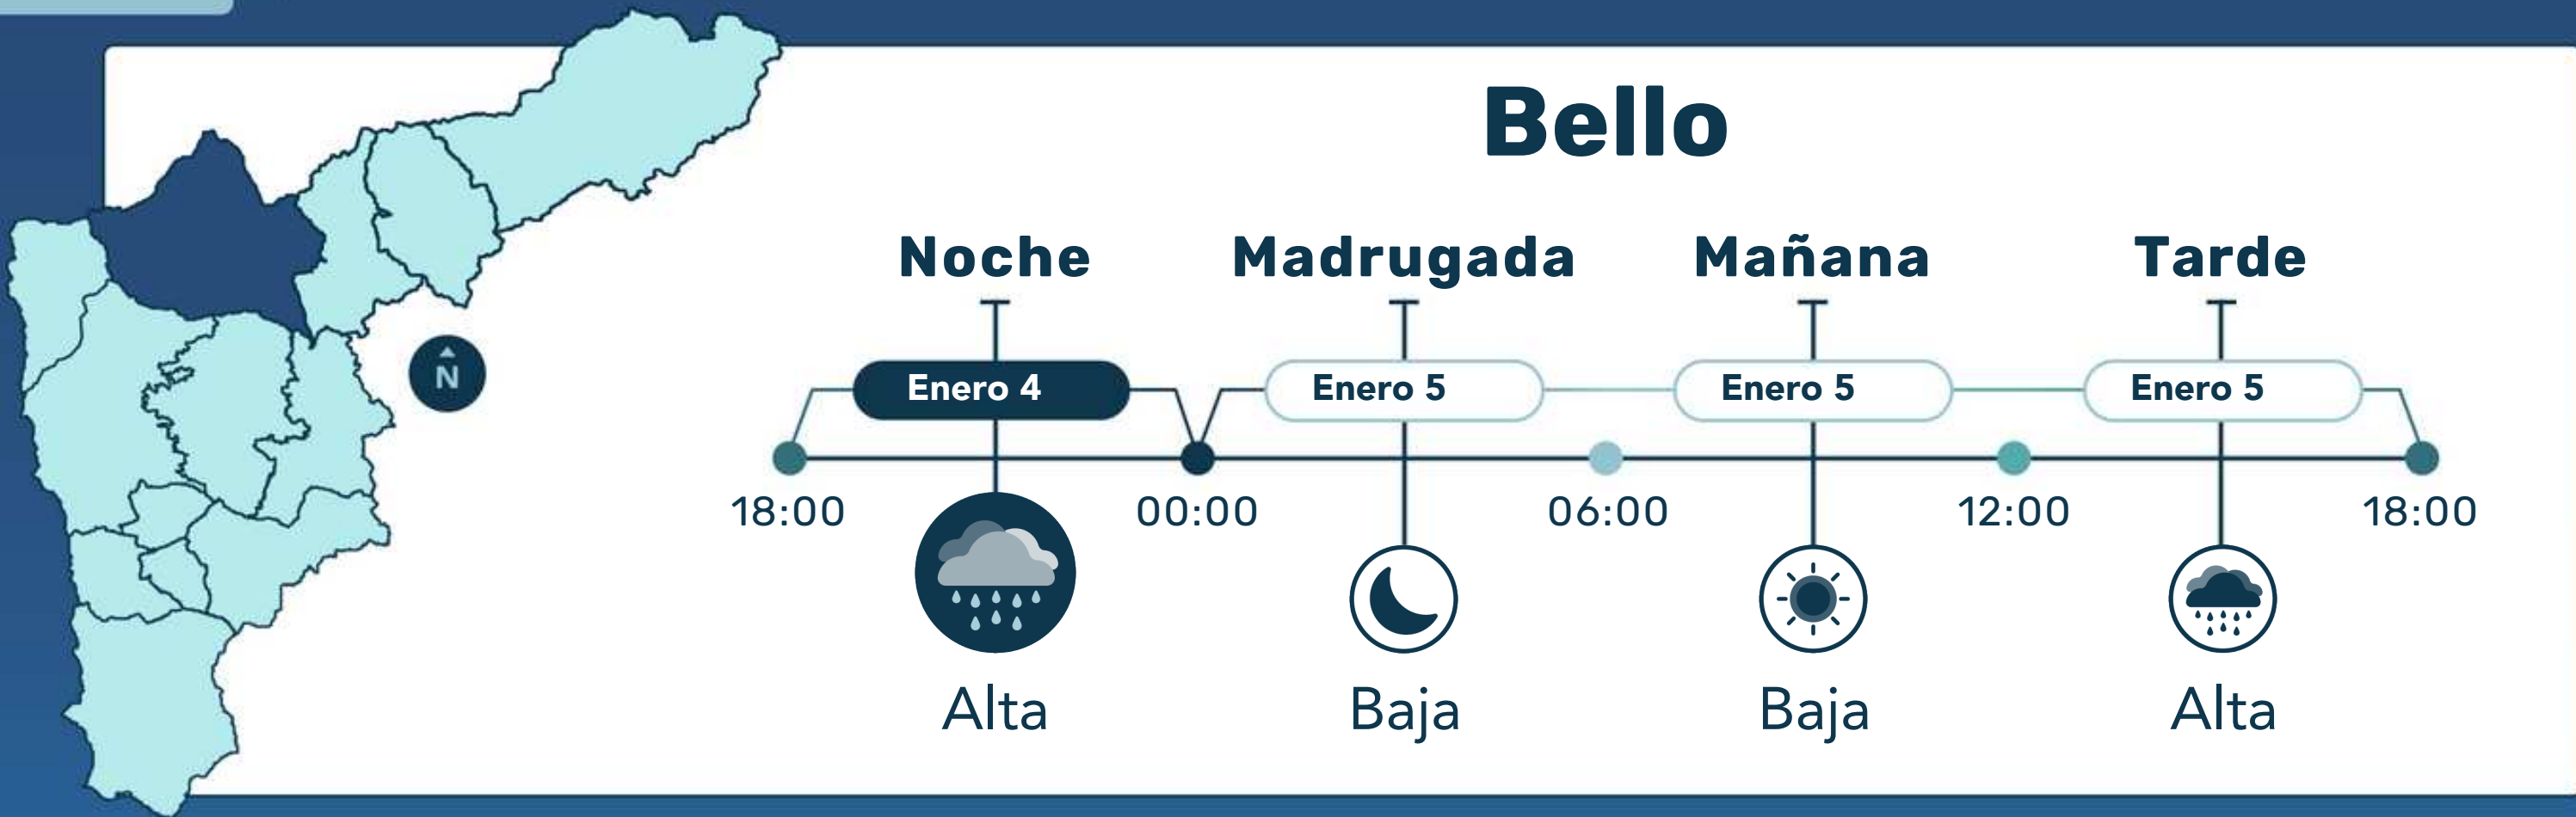 Bello
Noche Madrugada Mañana Tarde
Enero 4 Enero 5 Enero 5 Enero 5
N
18:00 00:00 06:00 12:00 18:00
Alta Baja Baja Alta